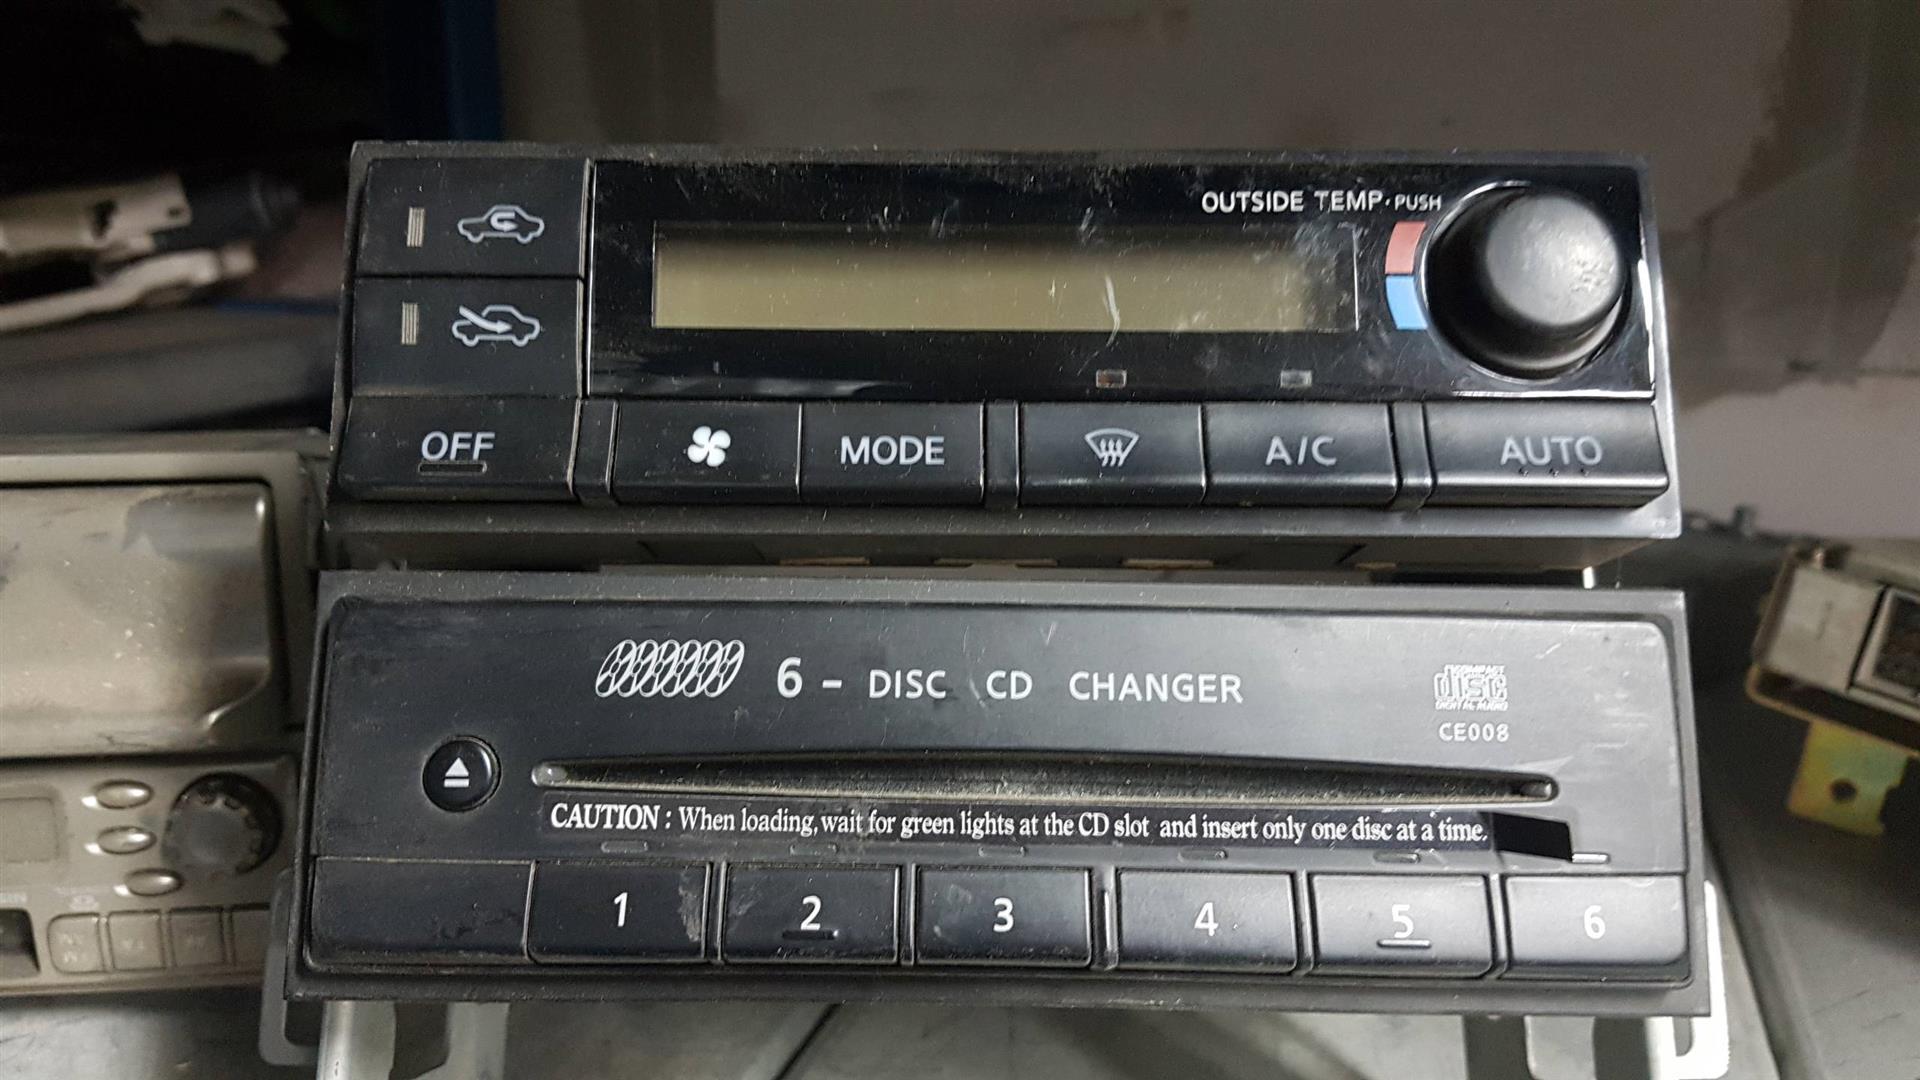 OUTSIDE TEMP·PUSH
OFF
MODE
A/C
AUTO
6 - DISC CD CHANGER
COMPACT
disc
DIGITAL AUDIO
CE008
CAUTION : When loading, wait for green lights at the CD slot and insert only one disc at a time.
1 2 3 4 5 6